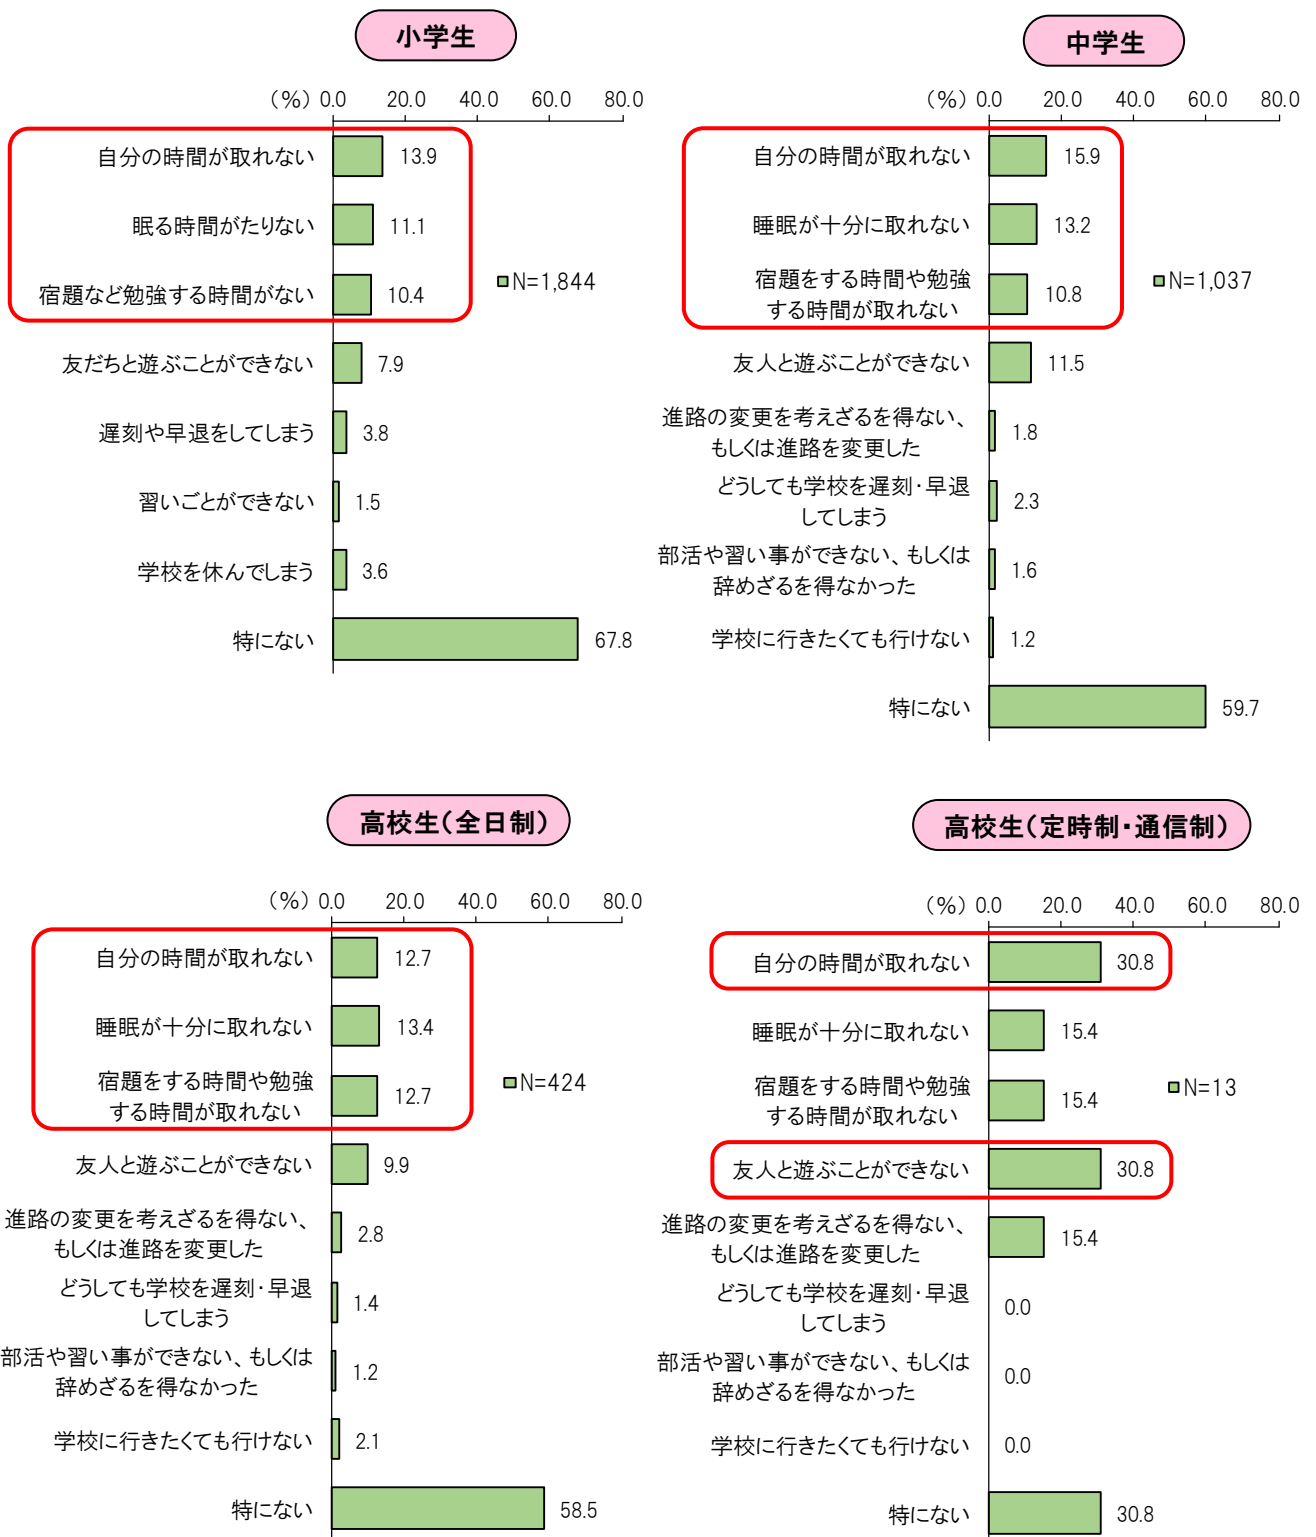 小学生
(%) 0.0 20.0 40.0 60.0 80.0
自分の時間が取れない 13.9
眠る時間がたりない 11.1
宿題など勉強する時間がない 10.4
N=1,844
友だちと遊ぶことができない 7.9
遅刻や早退をしてしまう 3.8
習いごとができない 1.5
学校を休んでしまう 3.6
特にない 67.8
中学生
(%) 0.0 20.0 40.0 60.0 80.0
自分の時間が取れない 15.9
睡眠が十分に取れない 13.2
宿題をする時間や勉強
する時間が取れない 10.8
N=1,037
友人と遊ぶことができない 11.5
進路の変更を考えざるを得ない、
もしくは進路を変更した 1.8
どうしても学校を遅刻・早退
してしまう 2.3
部活や習い事ができない、もしくは
辞めざるを得なかった 1.6
学校に行きたくても行けない 1.2
特にない 59.7
高校生(全日制)
(%) 0.0 20.0 40.0 60.0 80.0
自分の時間が取れない 12.7
睡眠が十分に取れない 13.4
宿題をする時間や勉強
する時間が取れない 12.7
N=424
友人と遊ぶことができない 9.9
進路の変更を考えざるを得ない、
もしくは進路を変更した 2.8
どうしても学校を遅刻・早退
してしまう 1.4
部活や習い事ができない、もしくは
辞めざるを得なかった 1.2
学校に行きたくても行けない 2.1
特にない 58.5
高校生(定時制・通信制)
(%) 0.0 20.0 40.0 60.0 80.0
自分の時間が取れない 30.8
睡眠が十分に取れない 15.4
宿題をする時間や勉強
する時間が取れない 15.4
N=13
友人と遊ぶことができない 30.8
進路の変更を考えざるを得ない、
もしくは進路を変更した 15.4
どうしても学校を遅刻・早退
してしまう 0.0
部活や習い事ができない、もしくは
辞めざるを得なかった 0.0
学校に行きたくても行けない 0.0
特にない 30.8